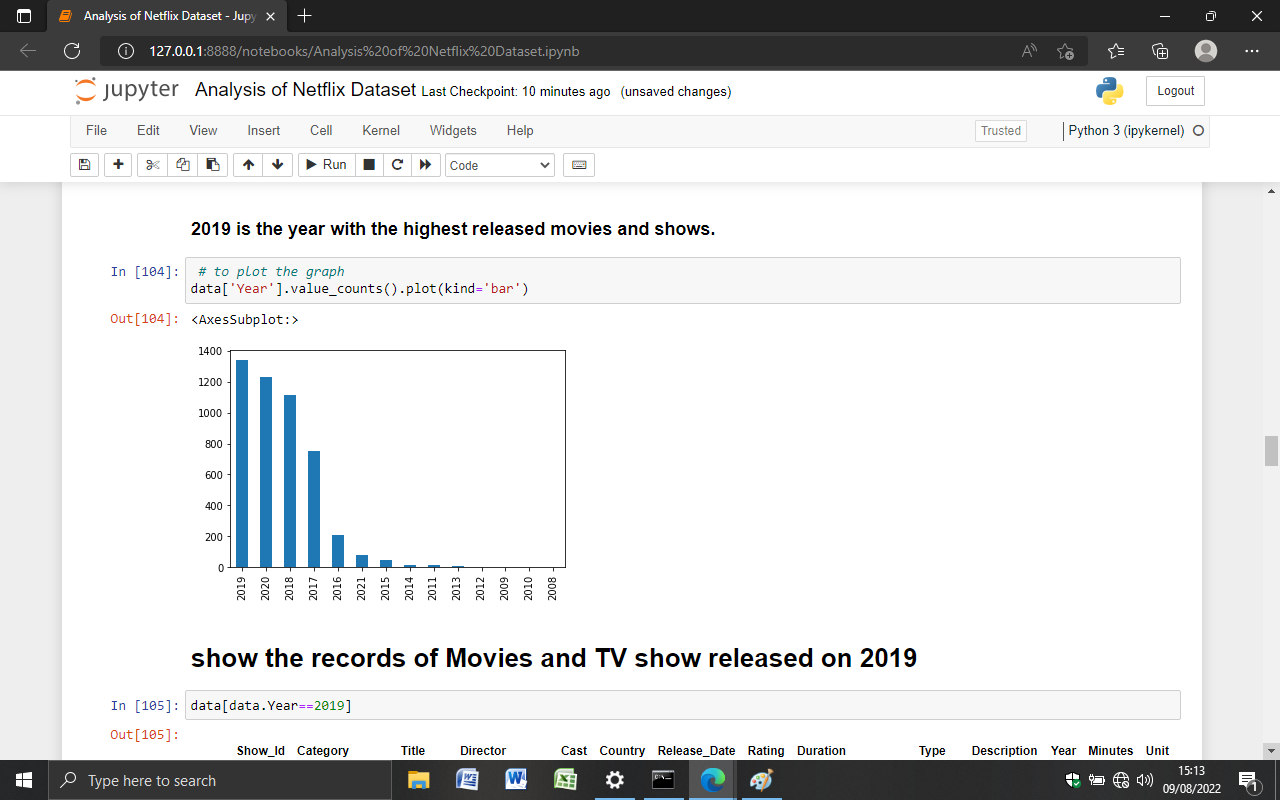 Analysis of Netflix Dataset - Jupy
127.0.0.1:8888/notebooks/Analysis%20of%20Netflix%20Dataset.ipynb
jupyter Analysis of Netflix Dataset Last Checkpoint: 10 minutes ago (unsaved changes)
Logout
File Edit View Insert Cell Kernel Widgets Help Trusted Python 3 (ipykernel)
Run Code
2019 is the year with the highest released movies and shows.
In [104]: # to plot the graph
data['Year'].value_counts().plot(kind='bar')
Out[104]: <AxesSubplot:>
1400
1200
1000
800
600
400
200
0
2019 2020 2018 2017 2016 2021 2015 2014 2011 2013 2012 2009 2010 2008
show the records of Movies and TV show released on 2019
In [105]: data[data.Year==2019]
Out[105]:
Show_Id Category Title Director Cast Country Release_Date Rating Duration Type Description Year Minutes Unit
Type here to search
15:13
09/08/2022
1